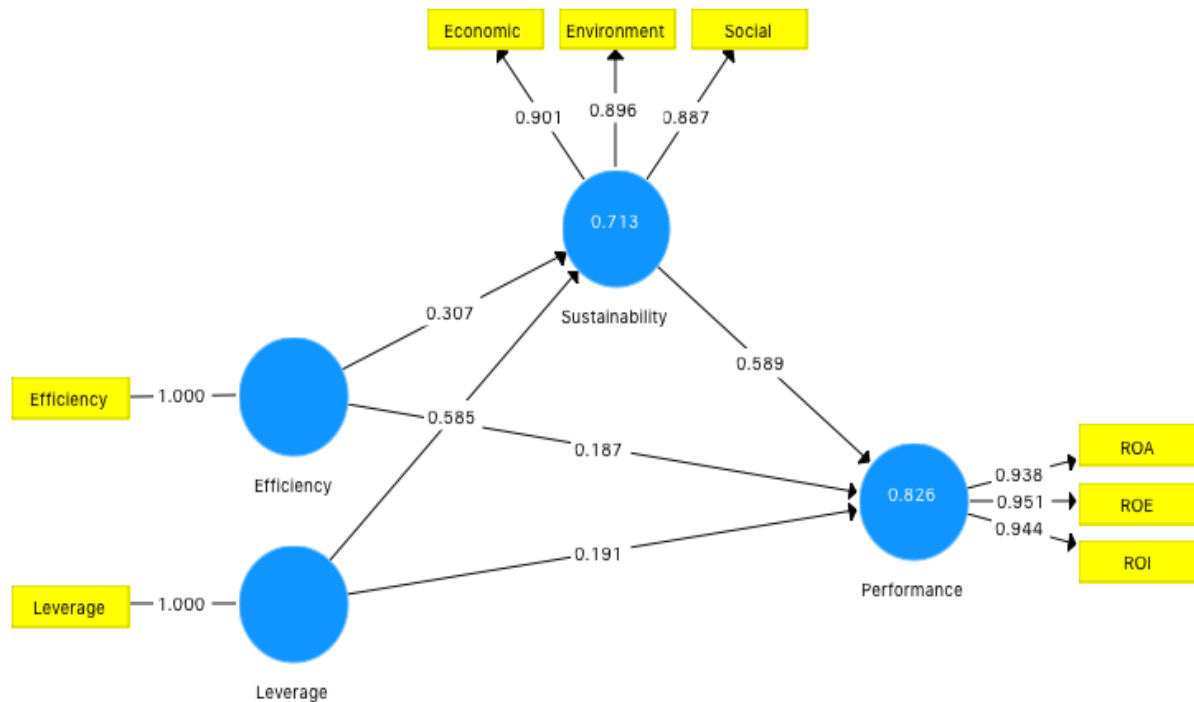 Economic
Environment
Social
0.901
0.896
0.887
0.713
Sustainability
0.307
0.589
Efficiency
1.000
0.585
0.187
Efficiency
ROA
0.938
0.826
0.951
ROE
0.944
0.191
ROI
Performance
Leverage
1.000
Leverage